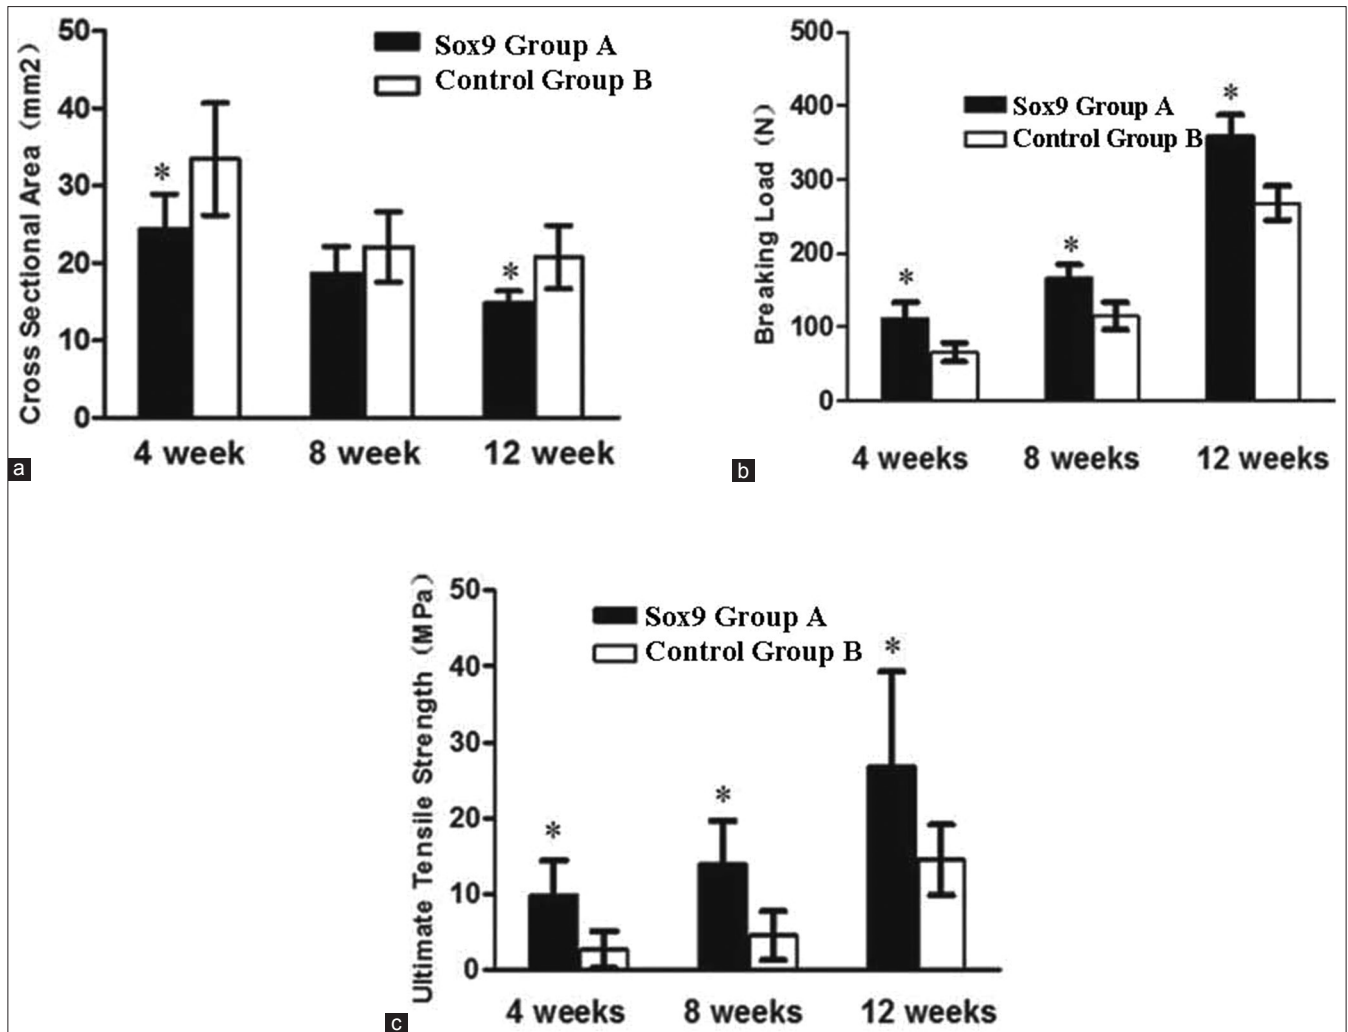 50
40
30
20
10
0
Cross Sectional Area (mm2)
Sox9 Group A
Control Group B
*
*
4 week 8 week 12 week
a
500
400
300
200
100
0
Breaking Load (N)
Sox9 Group A
Control Group B
*
*
*
4 weeks 8 weeks 12 weeks
b
50
40
30
20
10
0
Ultimate Tensile Strength (MPa)
Sox9 Group A
Control Group B
*
*
*
4 weeks 8 weeks 12 weeks
c